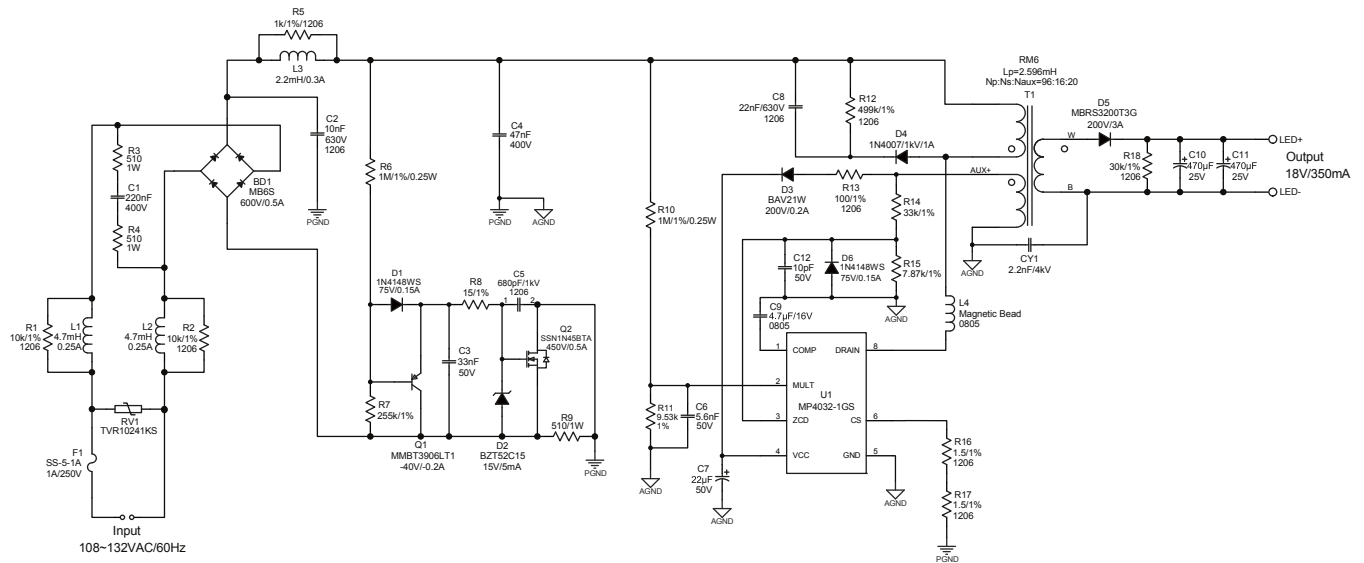 R5
1k/1%/1206
L3
2.2mH/0.3A
C2
10nF
630V
1206
PGND
R3
510
1W
C1
220nF
400V
R4
510
1W
BD1
MB6S
600V/0.5A
R1
10k/1%
1206
L1
4.7mH
0.25A
L2
4.7mH
0.25A
R2
10k/1%
1206
RV1
TVR10241KS
F1
SS-5-1A
1A/250V
Input
108~132VAC/60Hz
R6
1M/1%/0.25W
C4
47nF
400V
PGND
AGND
D1
1N4148WS
75V/0.15A
R8
15/1%
C5
680pF/1kV
1206
1
2
Q2
SSN1N45BTA
450V/0.5A
C3
33nF
50V
R7
255k/1%
Q1
MMBT3906LT1
-40V/-0.2A
D2
BZT52C15
15V/5mA
R9
510/1W
PGND
R10
1M/1%/0.25W
R11
9.53k
1%
C6
5.6nF
50V
AGND
C7
22µF
50V
+
AGND
C8
22nF/630V
1206
R12
499k/1%
1206
D4
1N4007/1kV/1A
D3
BAV21W
200V/0.2A
R13
100/1%
1206
AUX+
R14
33k/1%
C12
10pF
50V
D6
1N4148WS
75V/0.15A
R15
7.87k/1%
AGND
C9
4.7µF/16V
0805
L4
Magnetic Bead
0805
1
COMP
DRAIN
8
2
MULT
U1
MP4032-1GS
3
ZCD
CS
6
4
VCC
GND
5
AGND
R16
1.5/1%
1206
R17
1.5/1%
1206
PGND
RM6
Lp=2.596mH
Np:Ns:Naux=96:16:20
T1
W
B
D5
MBRS3200T3G
200V/3A
R18
30k/1%
1206
C10
470µF
25V
+
C11
470µF
25V
+
LED+
LED-
Output
18V/350mA
AGND
CY1
2.2nF/4kV